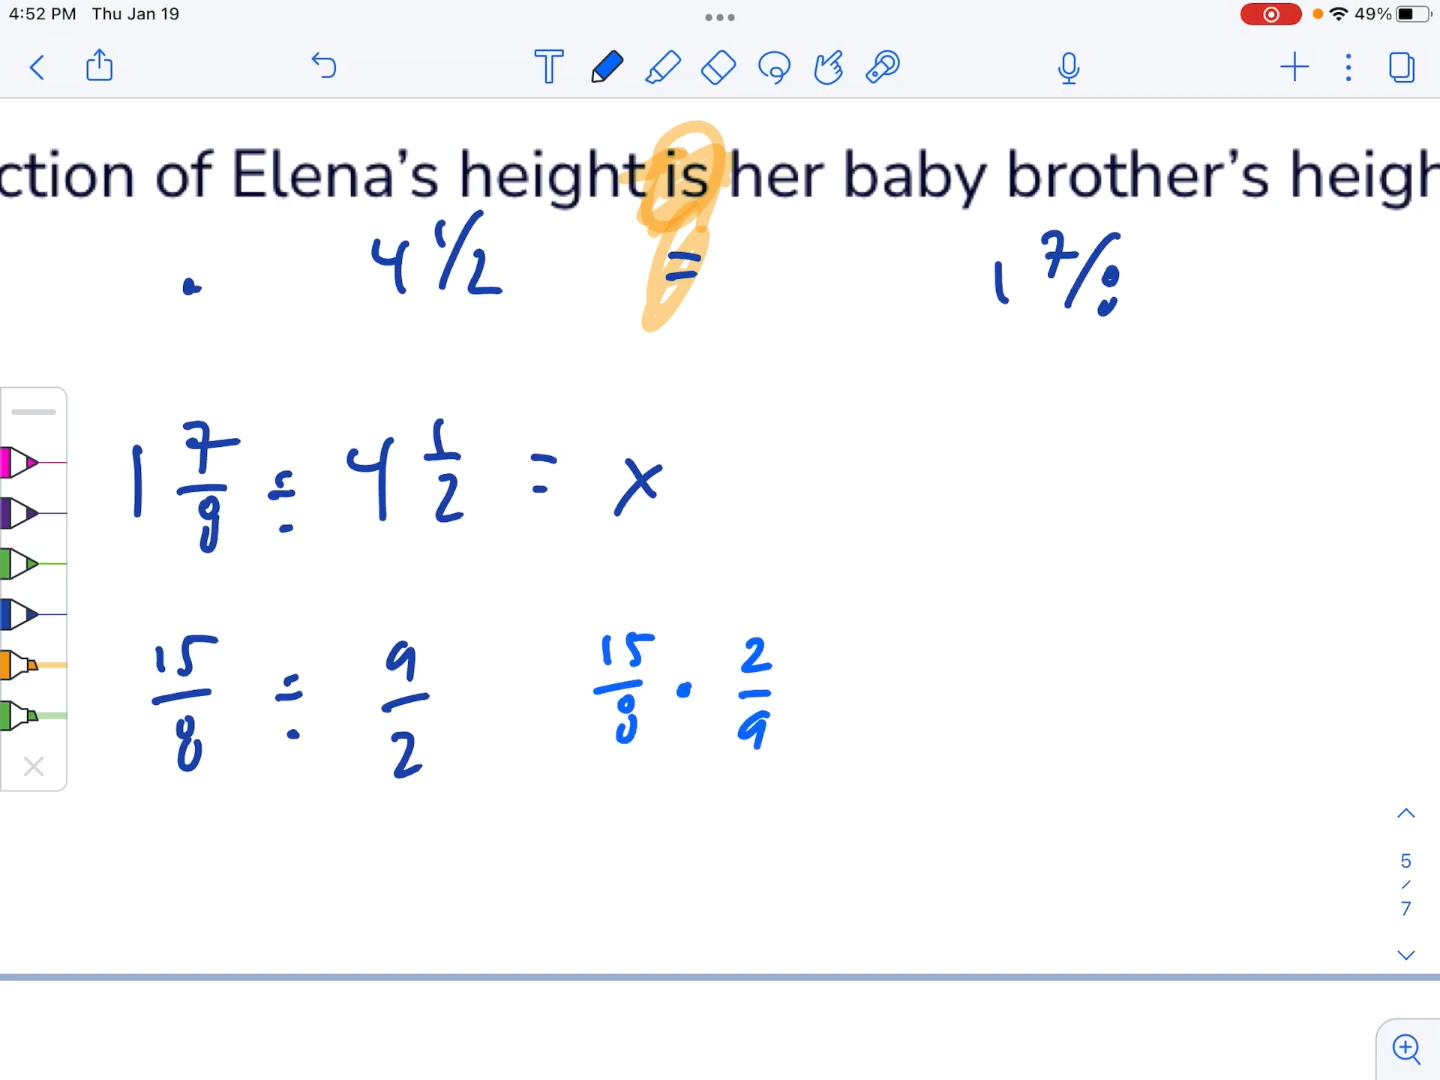 4:52 PM Thu Jan 19
49%
T
ction of Elena's height is her baby brother's heigh
. 4 1/2 = 1 7/8
1 7/8 ÷ 4 1/2 = x
15/8 ÷ 9/2 15/8 · 2/9
5
/
7